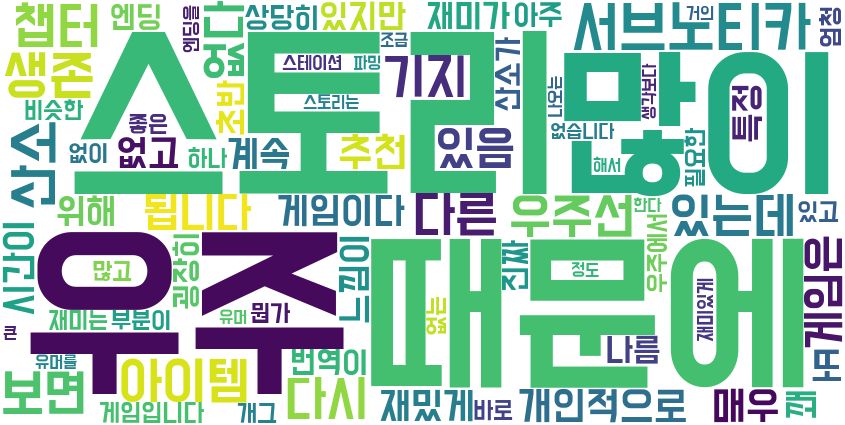 챕터
엔딩
엔딩을
없다
상당히
있지만
재미가
아주
서브노티카
거의
엄청
생존
스토리
많이
스테이션
파밍
조금
기지
산소가
나오는
생각보다
특정
비슷한
초반
스토리는
산소
좋은
없이
없고
하나
계속
추천
있음
없습니다
해서
필요한
위해
됩니다
게임이다
다른
우주선
한다
있는데
있고
시간이
우주
많고
굉장히
느낌이
때문에
진짜
정도
우주에서
재미있게
게임은
큰
재미는
부분이
유머
뭔가
없는
나름
또
유머를
번역이
보면
아이템
다시
재밌게
바로
개인적으로
매우
꽤
게임입니다
개그